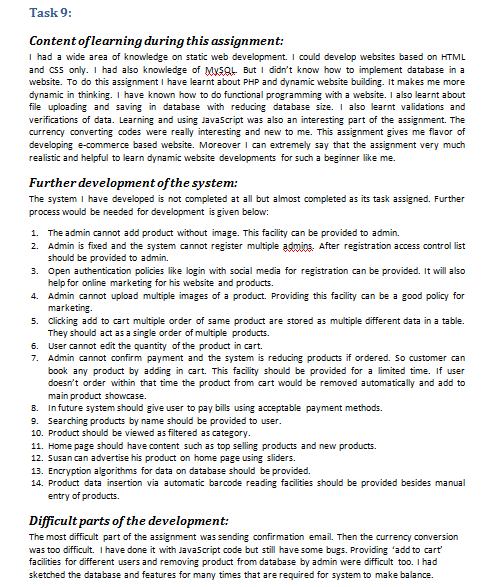 Task 9:
Content of learning during this assignment:
I had a wide area of knowledge on static web development. I could develop websites based on HTML
and CSS only. I had also knowledge of MySQL. But I didn't know how to implement database in a
website. To do this assignment I have learnt about PHP and dynamic website building. It makes me more
dynamic in thinking. I have known how to do functional programming with a website. I also learnt about
file uploading and saving in database with reducing database size. I also learnt validations and
verifications of data. Learning and using JavaScript was also an interesting part of the assignment. The
currency converting codes were really interesting and new to me. This assignment gives me flavor of
developing e-commerce based website. Moreover I can extremely say that the assignment very much
realistic and helpful to learn dynamic website developments for such a beginner like me.
Further development of the system:
The system I have developed is not completed at all but almost completed as its task assigned. Further
process would be needed for development is given below:
1. The admin cannot add product without image. This facility can be provided to admin.
2. Admin is fixed and the system cannot register multiple admins. After registration access control list
should be provided to admin.
3. Open authentication policies like login with social media for registration can be provided. It will also
help for online marketing for his website and products.
4. Admin cannot upload multiple images of a product. Providing this facility can be a good policy for
marketing.
5. Clicking add to cart multiple order of same product are stored as multiple different data in a table.
They should act as a single order of multiple products.
6. User cannot edit the quantity of the product in cart.
7. Admin cannot confirm payment and the system is reducing products if ordered. So customer can
book any product by adding in cart. This facility should be provided for a limited time. If user
doesn't order within that time the product from cart would be removed automatically and add to
main product showcase.
8. In future system should give user to pay bills using acceptable payment methods.
9. Searching products by name should be provided to user.
10. Product should be viewed as filtered as category.
11. Home page should have content such as top selling products and new products.
12. Susan can advertise his product on home page using sliders.
13. Encryption algorithms for data on database should be provided.
14. Product data insertion via automatic barcode reading facilities should be provided besides manual
entry of products.
Difficult parts of the development:
The most difficult part of the assignment was sending confirmation email. Then the currency conversion
was too difficult. I have done it with JavaScript code but still have some bugs. Providing 'add to cart'
facilities for different users and removing product from database by admin were difficult too. I had
sketched the database and features for many times that are required for system to make balance.